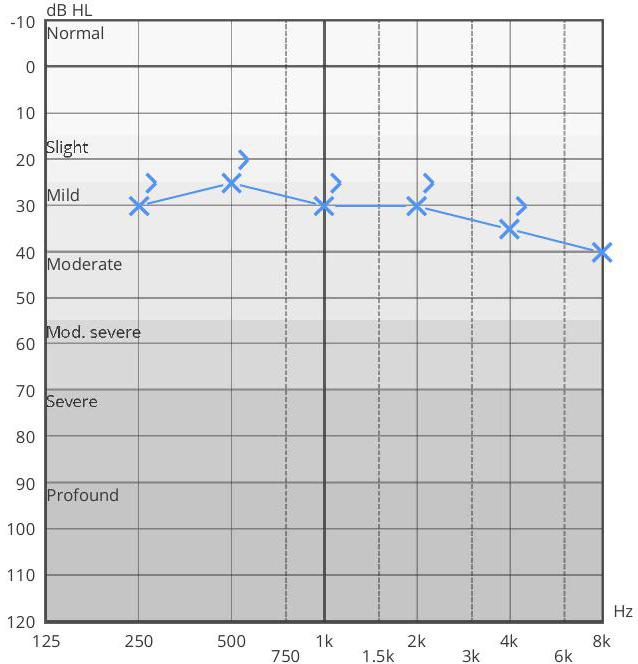 dB HL
-10
Normal
0
10
Slight
20
Mild
30
40
Moderate
50
Mod. severe
60
70
Severe
80
90
Profound
100
110
120
Hz
125 250 500 1k 2k 4k 8k
750 1.5k 3k 6k